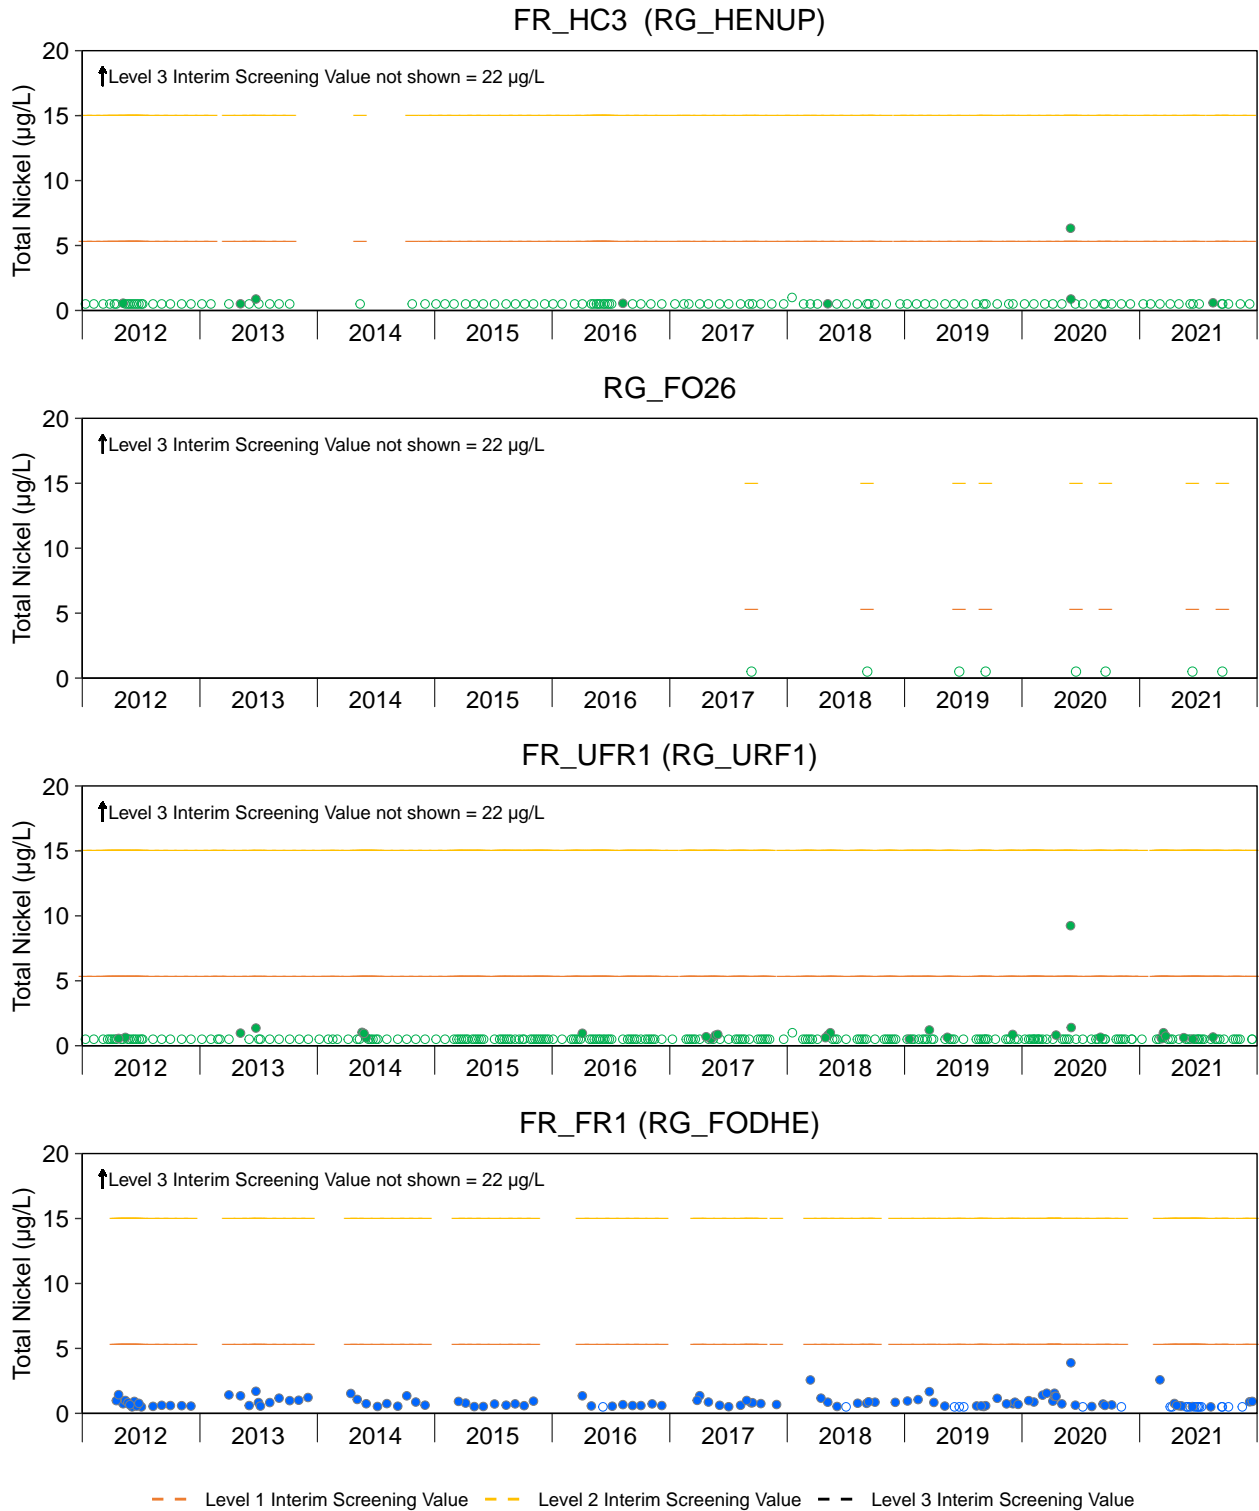 FR_HC3 (RG_HENUP)
Total Nickel (µg/L)
20
15
10
5
0
Level 3 Interim Screening Value not shown = 22 µg/L
2012 2013 2014 2015 2016 2017 2018 2019 2020 2021
RG_FO26
Total Nickel (µg/L)
20
15
10
5
0
Level 3 Interim Screening Value not shown = 22 µg/L
2012 2013 2014 2015 2016 2017 2018 2019 2020 2021
FR_UFR1 (RG_URF1)
Total Nickel (µg/L)
20
15
10
5
0
Level 3 Interim Screening Value not shown = 22 µg/L
2012 2013 2014 2015 2016 2017 2018 2019 2020 2021
FR_FR1 (RG_FODHE)
Total Nickel (µg/L)
20
15
10
5
0
Level 3 Interim Screening Value not shown = 22 µg/L
2012 2013 2014 2015 2016 2017 2018 2019 2020 2021
Level 1 Interim Screening Value Level 2 Interim Screening Value Level 3 Interim Screening Value